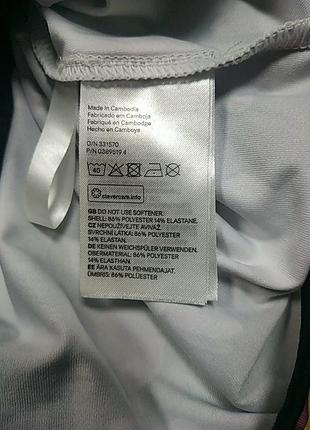 Made in Cambodia
Fabricado em Camboja
Fabriqué en Cambodge
Hecho en Camboya
O/N 331570
P/N 0389519.4
40
clevercare.info
GB DO NOT USE SOFTENER.
SHELL: 86% POLYESTER 14% ELASTANE.
CZ NEPOUŽÍVEJTE AVIVÁŽ.
SVRCHNÍ LÁTKA: 86% POLYESTER
14% ELASTAN.
DE KEINEN WEICHSPÜLER VERWENDEN.
OBERMATERIAL: 86% POLYESTER
14% ELASTHAN.
EE ÄRA KASUTA PEHMENDAJAT.
ÜMBRIS: 86% POLÜESTER